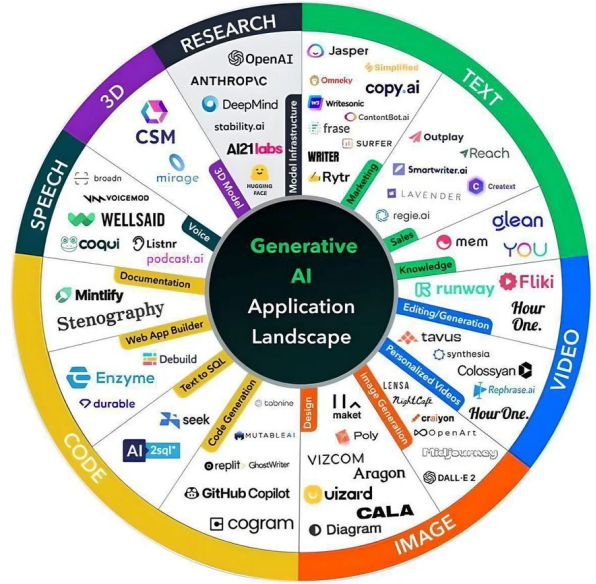 Generative
AI
Application
Landscape
RESEARCH
Model Infrastructure
OpenAI
ANTHROP\C
DeepMind
stability.ai
AI21labs
HUGGING
FACE
TEXT
Marketing
Jasper
Simplified
Omneky
copy.ai
Writesonic
ContentBot.ai
frase
SURFER
WRITER
Rytr
Sales
Outplay
Reach
Smartwriter.ai
Creatext
LAVENDER
regie.ai
Knowledge
glean
mem
YOU
VIDEO
Editing/Generation
runway
Fliki
Hour
One.
Personalized Videos
tavus
synthesia
Colossyan
Rephrase.ai
HourOne.
IMAGE
Image Generation
LENSA
NightCafe
craiyon
OpenArt
Midjourney
DALL·E 2
Design
maket
Poly
VIZCOM
Aragon
uizard
CALA
Diagram
CODE
Code Generation
tabnine
MUTABLEAI
replit GhostWriter
GitHub Copilot
cogram
Text to SQL
seek
AI 2sql
Web App Builder
Debuild
Enzyme
durable
Documentation
Mintlify
Stenography
SPEECH
Voice
broadn
VOICEMOD
WELLSAID
coqui
Listnr
podcast.ai
3D
3D Model
CSM
mirage